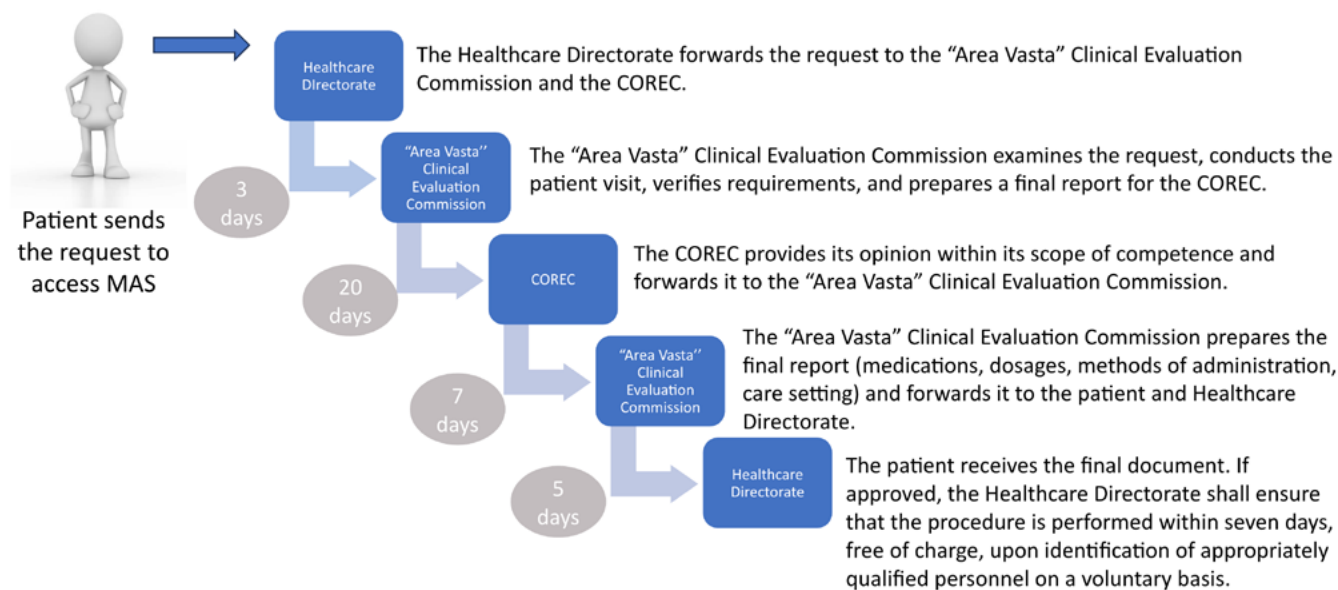 Patient sends
the request to
access MAS
Healthcare
DIrectorate
The Healthcare Directorate forwards the request to the “Area Vasta” Clinical Evaluation
Commission and the COREC.
3
days
“Area Vasta’’
Clinical
Evaluation
Commission
The “Area Vasta” Clinical Evaluation Commission examines the request, conducts the
patient visit, verifies requirements, and prepares a final report for the COREC.
20
days
COREC
The COREC provides its opinion within its scope of competence and
forwards it to the “Area Vasta” Clinical Evaluation Commission.
7
days
“Area Vasta’’
Clinical
Evaluation
Commission
The “Area Vasta” Clinical Evaluation Commission prepares the
final report (medications, dosages, methods of administration,
care setting) and forwards it to the patient and Healthcare
Directorate.
5
days
Healthcare
Directorate
The patient receives the final document. If
approved, the Healthcare Directorate shall ensure
that the procedure is performed within seven days,
free of charge, upon identification of appropriately
qualified personnel on a voluntary basis.